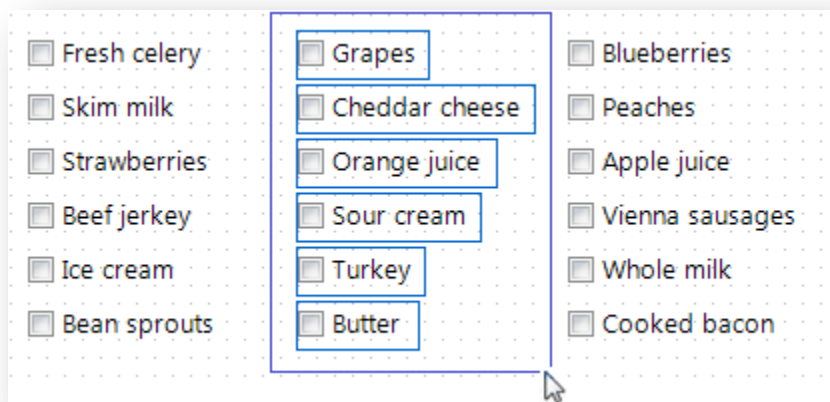 Fresh celery
Skim milk
Strawberries
Beef jerkey
Ice cream
Bean sprouts
Grapes
Cheddar cheese
Orange juice
Sour cream
Turkey
Butter
Blueberries
Peaches
Apple juice
Vienna sausages
Whole milk
Cooked bacon